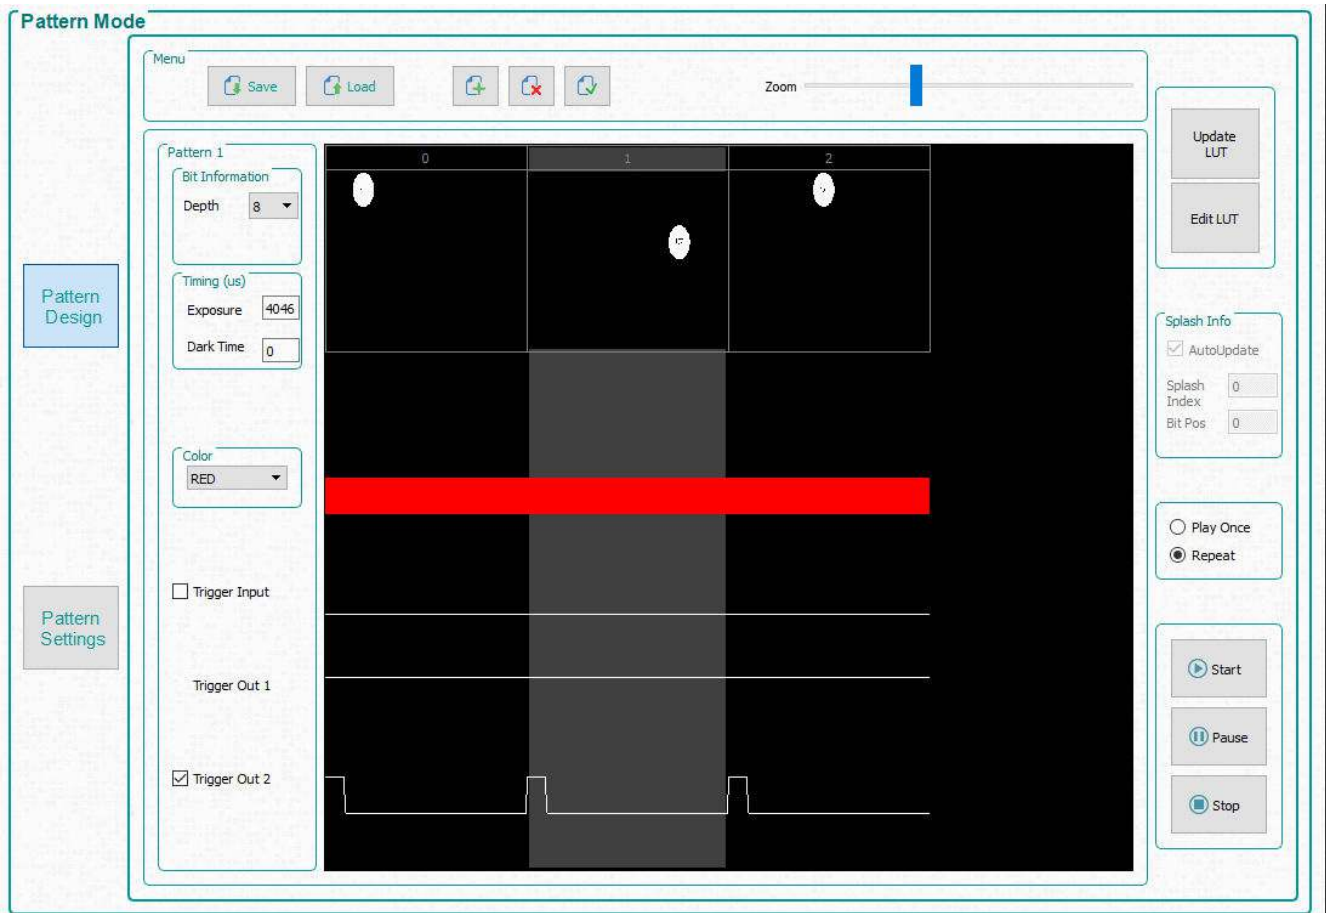 Pattern Mode
Menu
Save
Load
Zoom
Pattern
Design
Pattern
Settings
Pattern 1
Bit Information
Depth 8
Timing (us)
Exposure 4046
Dark Time 0
Color
RED
Trigger Input
Trigger Out 1
Trigger Out 2
0 1 2
Update
LUT
Edit LUT
Splash Info
AutoUpdate
Splash
Index 0
Bit Pos 0
Play Once
Repeat
Start
Pause
Stop